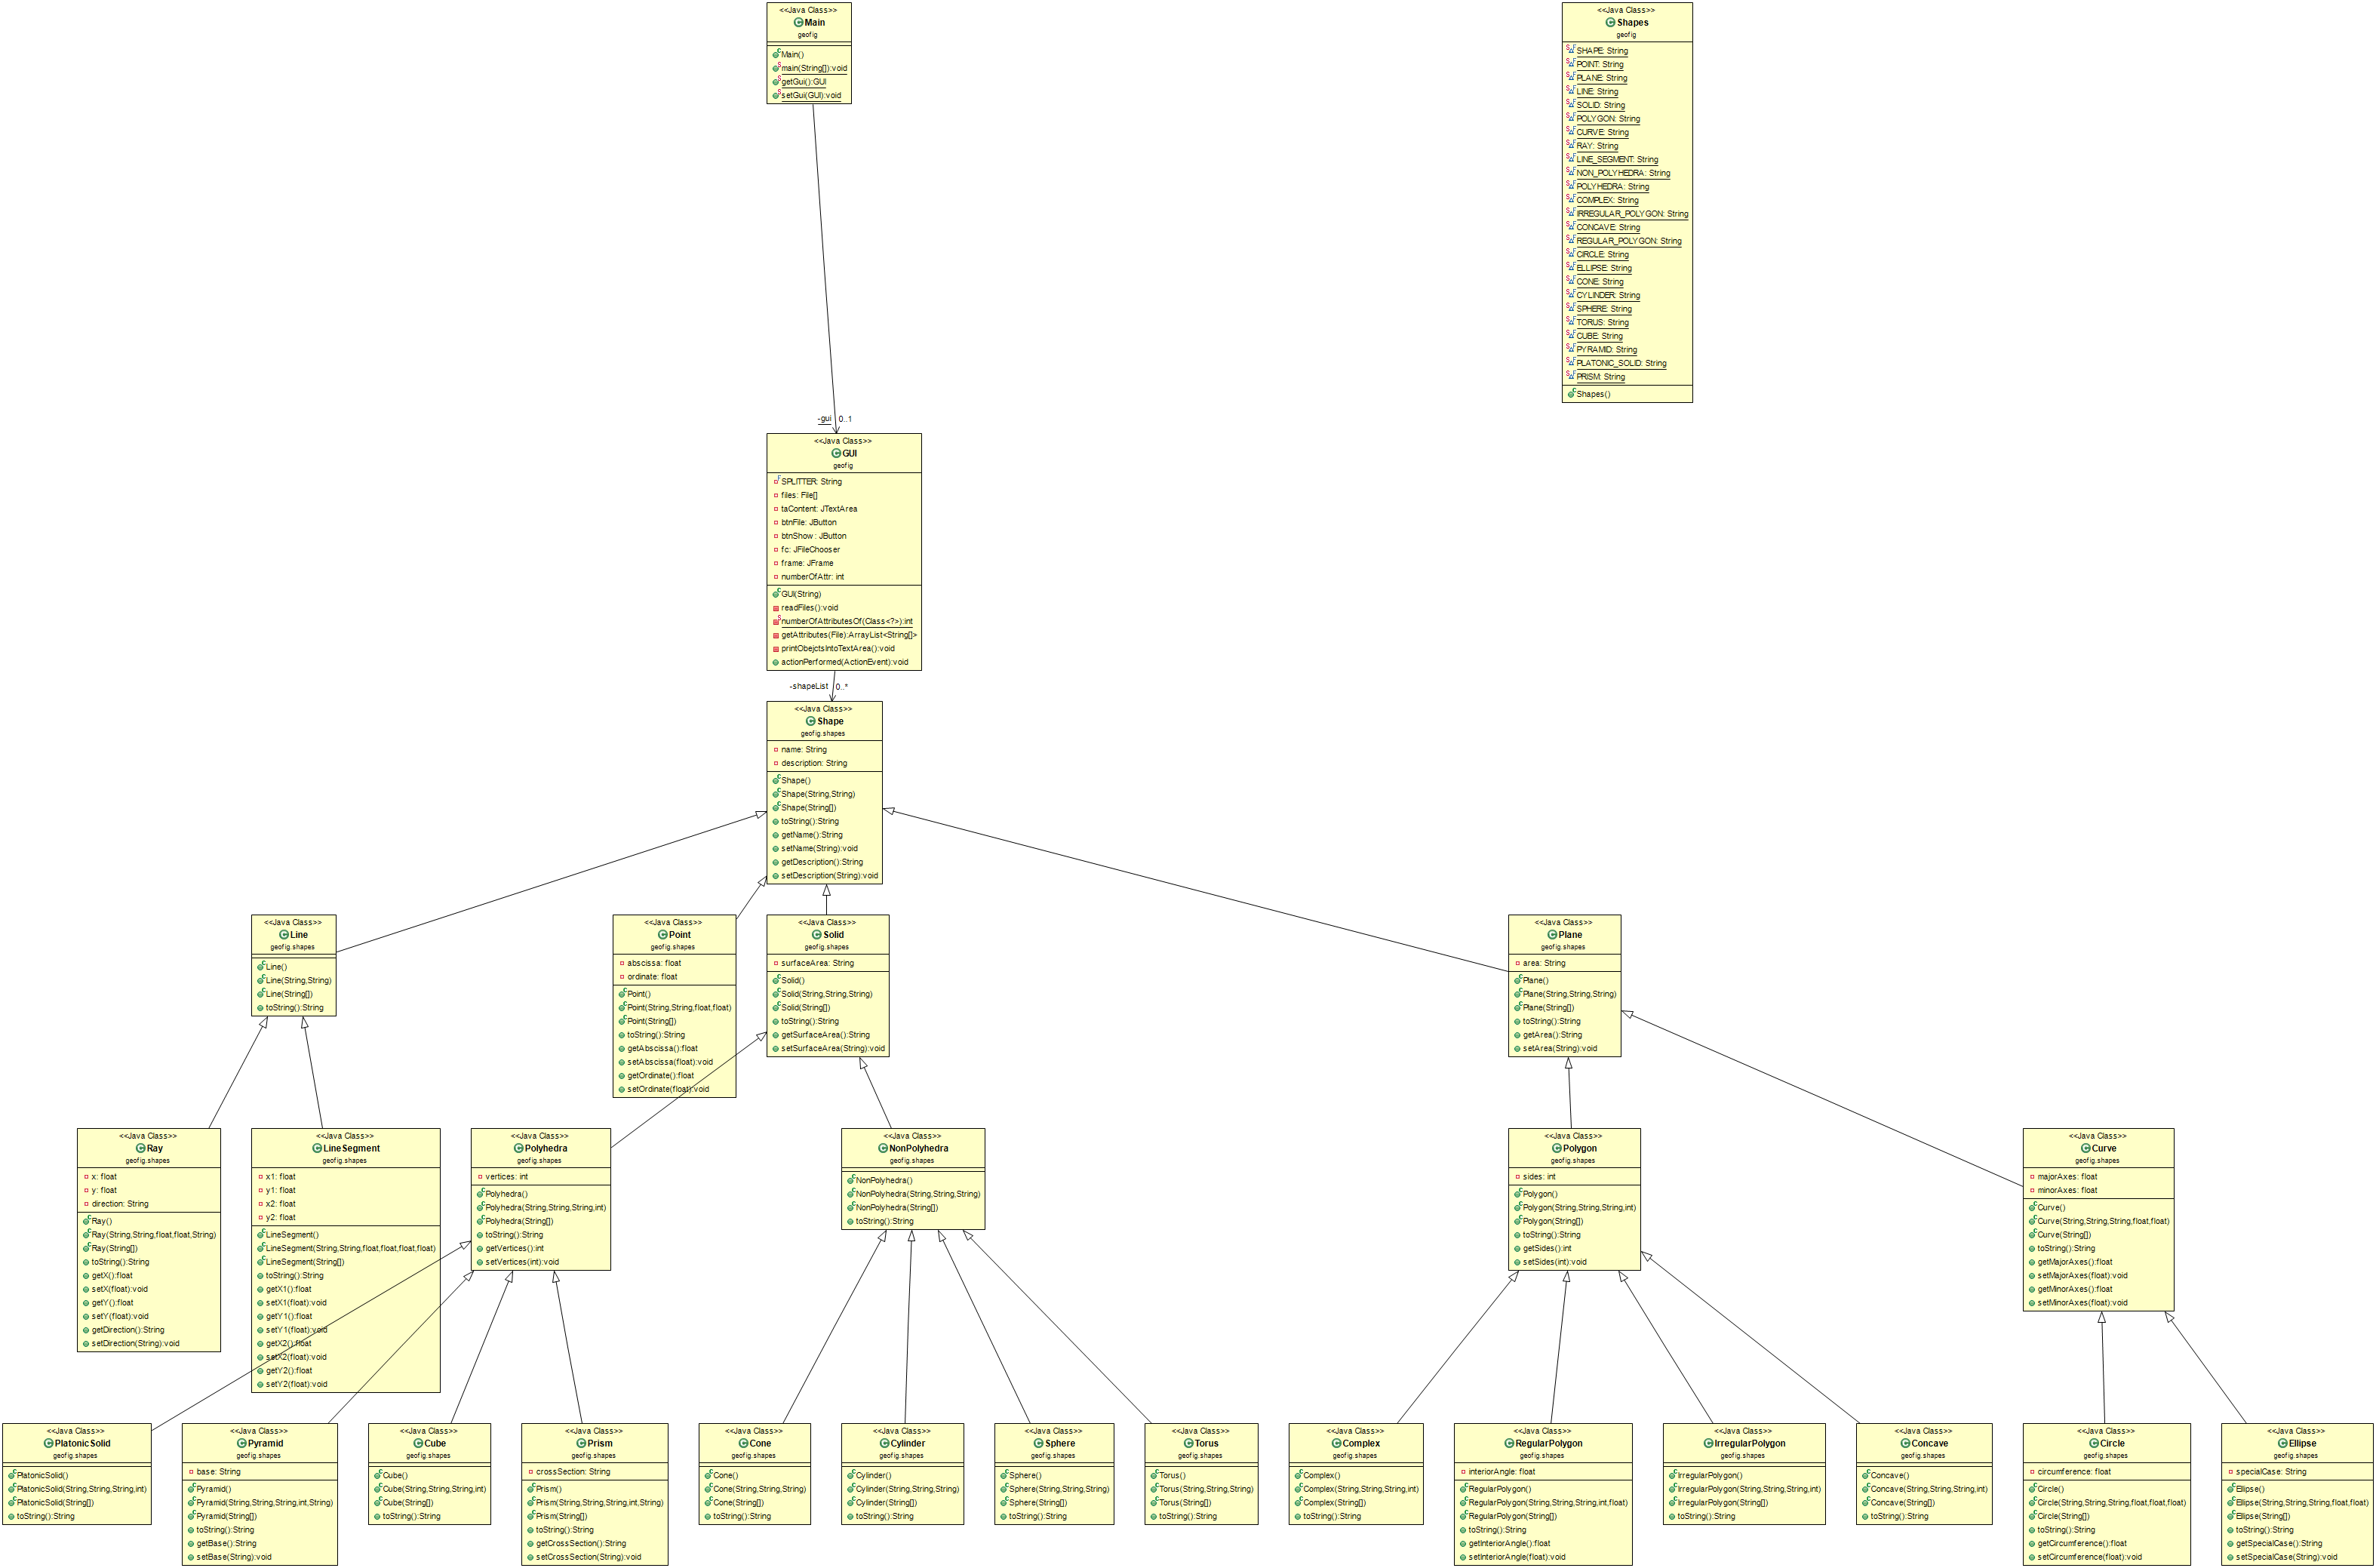 <<Java Class>>
Main
geofig
Main()
main(String[]):void
getGui():GUI
setGui(GUI):void
<<Java Class>>
Shapes
geofig
SHAPE: String
POINT: String
PLANE: String
LINE: String
SOLID: String
POLYGON: String
CURVE: String
RAY: String
LINE_SEGMENT: String
NON_POLYHEDRA: String
POLYHEDRA: String
COMPLEX: String
IRREGULAR_POLYGON: String
CONCAVE: String
REGULAR_POLYGON: String
CIRCLE: String
ELLIPSE: String
CONE: String
CYLINDER: String
SPHERE: String
TORUS: String
CUBE: String
PYRAMID: String
PLATONIC_SOLID: String
PRISM: String
Shapes()
-gui 0..1
<<Java Class>>
GUI
geofig
SPLITTER: String
files: File[]
taContent: JTextArea
btnFile: JButton
btnShow: JButton
fc: JFileChooser
frame: JFrame
numberOfAttr: int
GUI(String)
readFiles():void
numberOfAttributesOf(Class<?>):int
getAttributes(File):ArrayList<String[]>
printObejctsIntoTextArea():void
actionPerformed(ActionEvent):void
-shapeList 0..*
<<Java Class>>
Shape
geofig.shapes
name: String
description: String
Shape()
Shape(String,String)
Shape(String[])
toString():String
getName():String
setName(String):void
getDescription():String
setDescription(String):void
<<Java Class>>
Line
geofig.shapes
Line()
Line(String,String)
Line(String[])
toString():String
<<Java Class>>
Point
geofig.shapes
abscissa: float
ordinate: float
Point()
Point(String,String,float,float)
Point(String[])
toString():String
getAbscissa():float
setAbscissa(float):void
getOrdinate():float
setOrdinate(float):void
<<Java Class>>
Solid
geofig.shapes
surfaceArea: String
Solid()
Solid(String,String,String)
Solid(String[])
toString():String
getSurfaceArea():String
setSurfaceArea(String):void
<<Java Class>>
Plane
geofig.shapes
area: String
Plane()
Plane(String,String,String)
Plane(String[])
toString():String
getArea():String
setArea(String):void
<<Java Class>>
Ray
geofig.shapes
x: float
y: float
direction: String
Ray()
Ray(String,String,float,float,String)
Ray(String[])
toString():String
getX():float
setX(float):void
getY():float
setY(float):void
getDirection():String
setDirection(String):void
<<Java Class>>
LineSegment
geofig.shapes
x1: float
y1: float
x2: float
y2: float
LineSegment()
LineSegment(String,String,float,float,float,float)
LineSegment(String[])
toString():String
getX1():float
setX1(float):void
getY1():float
setY1(float):void
getX2():float
setX2(float):void
getY2():float
setY2(float):void
<<Java Class>>
Polyhedra
geofig.shapes
vertices: int
Polyhedra()
Polyhedra(String,String,String,int)
Polyhedra(String[])
toString():String
getVertices():int
setVertices(int):void
<<Java Class>>
NonPolyhedra
geofig.shapes
NonPolyhedra()
NonPolyhedra(String,String,String)
NonPolyhedra(String[])
toString():String
<<Java Class>>
Polygon
geofig.shapes
sides: int
Polygon()
Polygon(String,String,String,int)
Polygon(String[])
toString():String
getSides():int
setSides(int):void
<<Java Class>>
Curve
geofig.shapes
majorAxes: float
minorAxes: float
Curve()
Curve(String,String,String,float,float)
Curve(String[])
toString():String
getMajorAxes():float
setMajorAxes(float):void
getMinorAxes():float
setMinorAxes(float):void
<<Java Class>>
PlatonicSolid
geofig.shapes
PlatonicSolid()
PlatonicSolid(String,String,String,int)
PlatonicSolid(String[])
toString():String
<<Java Class>>
Pyramid
geofig.shapes
base: String
Pyramid()
Pyramid(String,String,String,int,String)
Pyramid(String[])
toString():String
getBase():String
setBase(String):void
<<Java Class>>
Cube
geofig.shapes
Cube()
Cube(String,String,String,int)
Cube(String[])
toString():String
<<Java Class>>
Prism
geofig.shapes
crossSection: String
Prism()
Prism(String,String,String,int,String)
Prism(String[])
toString():String
getCrossSection():String
setCrossSection(String):void
<<Java Class>>
Cone
geofig.shapes
Cone()
Cone(String,String,String)
Cone(String[])
toString():String
<<Java Class>>
Cylinder
geofig.shapes
Cylinder()
Cylinder(String,String,String)
Cylinder(String[])
toString():String
<<Java Class>>
Sphere
geofig.shapes
Sphere()
Sphere(String,String,String)
Sphere(String[])
toString():String
<<Java Class>>
Torus
geofig.shapes
Torus()
Torus(String,String,String)
Torus(String[])
toString():String
<<Java Class>>
Complex
geofig.shapes
Complex()
Complex(String,String,String,int)
Complex(String[])
toString():String
<<Java Class>>
RegularPolygon
geofig.shapes
interiorAngle: float
RegularPolygon()
RegularPolygon(String,String,String,int,float)
RegularPolygon(String[])
toString():String
getInteriorAngle():float
setInteriorAngle(float):void
<<Java Class>>
IrregularPolygon
geofig.shapes
IrregularPolygon()
IrregularPolygon(String,String,String,int)
IrregularPolygon(String[])
toString():String
<<Java Class>>
Concave
geofig.shapes
Concave()
Concave(String,String,String,int)
Concave(String[])
toString():String
<<Java Class>>
Circle
geofig.shapes
circumference: float
Circle()
Circle(String,String,String,float,float,float)
Circle(String[])
toString():String
getCircumference():float
setCircumference(float):void
<<Java Class>>
Ellipse
geofig.shapes
specialCase: String
Ellipse()
Ellipse(String,String,String,float,float)
Ellipse(String[])
toString():String
getSpecialCase():String
setSpecialCase(String):void